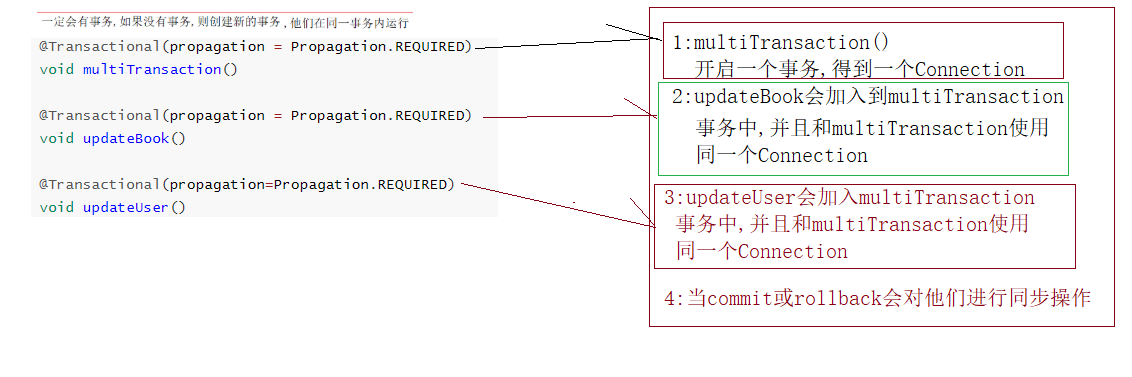 一定会有事务,如果没有事务,则创建新的事务,他们在同一事务内运行
@Transactional(propagation = Propagation.REQUIRED)
void multiTransaction()
@Transactional(propagation = Propagation.REQUIRED)
void updateBook()
@Transactional(propagation=Propagation.REQUIRED)
void updateUser()
1:multiTransaction()
开启一个事务,得到一个Connection
2:updateBook会加入到multiTransaction
事务中,并且和multiTransaction使用
同一个Connection
3:updateUser会加入multiTransaction
事务中,并且和multiTransaction使用
同一个Connection
4:当commit或rollback会对他们进行同步操作